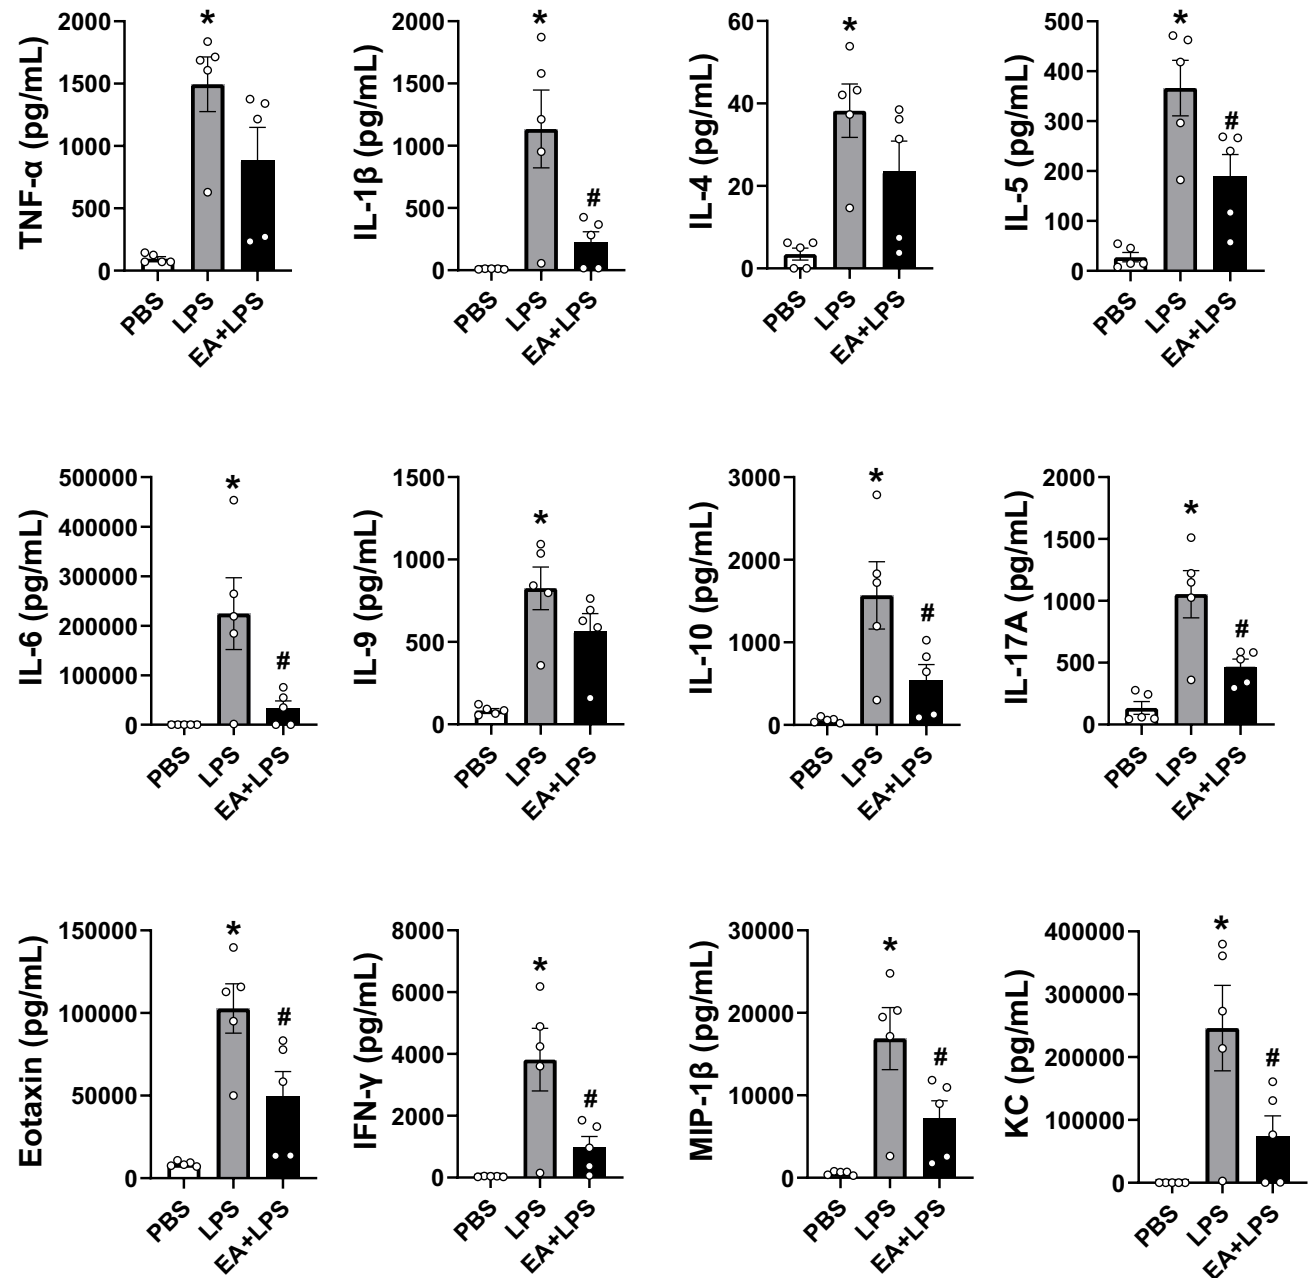 TNF-α (pg/mL)
2000
1500
1000
500
0
*
PBS
LPS
EA+LPS
IL-1β (pg/mL)
2000
1500
1000
500
0
*
#
PBS
LPS
EA+LPS
IL-4 (pg/mL)
60
40
20
0
*
PBS
LPS
EA+LPS
IL-5 (pg/mL)
500
400
300
200
100
0
*
#
PBS
LPS
EA+LPS
IL-6 (pg/mL)
500000
400000
300000
200000
100000
0
*
#
PBS
LPS
EA+LPS
IL-9 (pg/mL)
1500
1000
500
0
*
PBS
LPS
EA+LPS
IL-10 (pg/mL)
3000
2000
1000
0
*
#
PBS
LPS
EA+LPS
IL-17A (pg/mL)
2000
1500
1000
500
0
*
#
PBS
LPS
EA+LPS
Eotaxin (pg/mL)
150000
100000
50000
0
*
#
PBS
LPS
EA+LPS
IFN-γ (pg/mL)
8000
6000
4000
2000
0
*
#
PBS
LPS
EA+LPS
MIP-1β (pg/mL)
30000
20000
10000
0
*
#
PBS
LPS
EA+LPS
KC (pg/mL)
400000
300000
200000
100000
0
*
#
PBS
LPS
EA+LPS